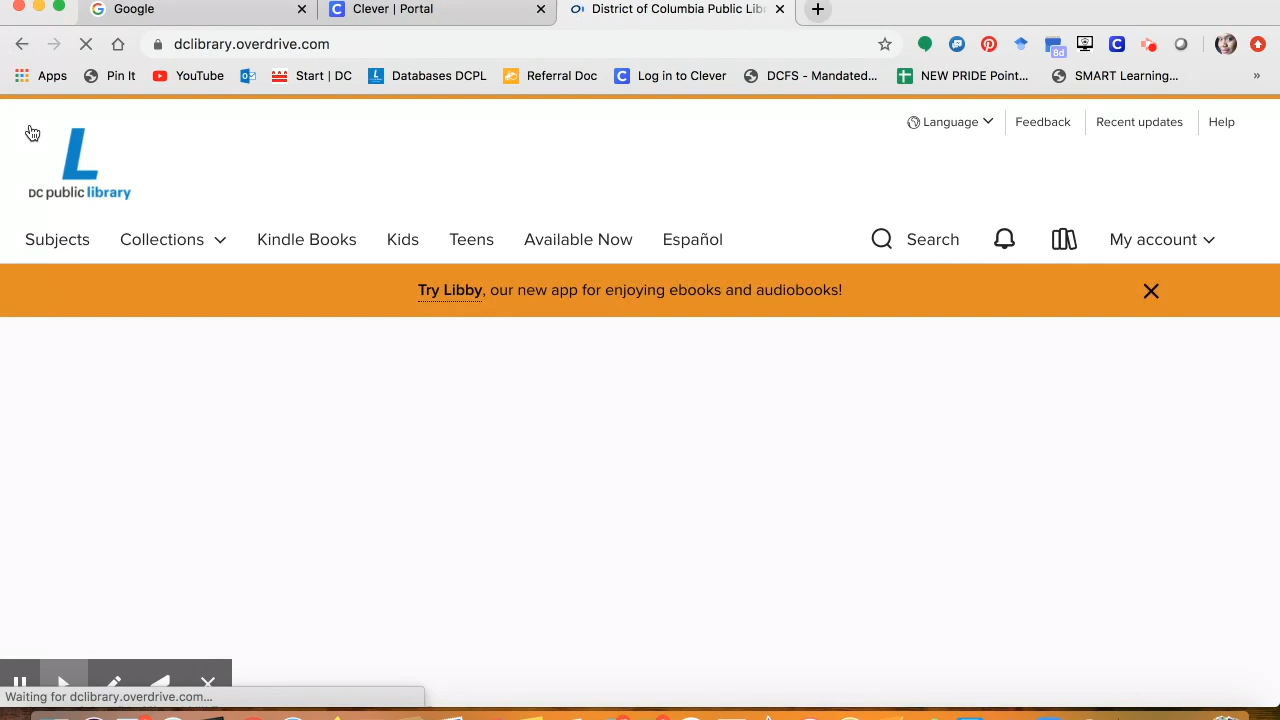 Google
Clever | Portal
District of Columbia Public Libr
dclibrary.overdrive.com
8d
Apps Pin It YouTube Start | DC Databases DCPL Referral Doc Log in to Clever DCFS - Mandated... NEW PRIDE Point... SMART Learning... »
Language Feedback Recent updates Help
L
DC public library
Subjects Collections Kindle Books Kids Teens Available Now Español Search My account
Try Libby, our new app for enjoying ebooks and audiobooks!
Waiting for dclibrary.overdrive.com...